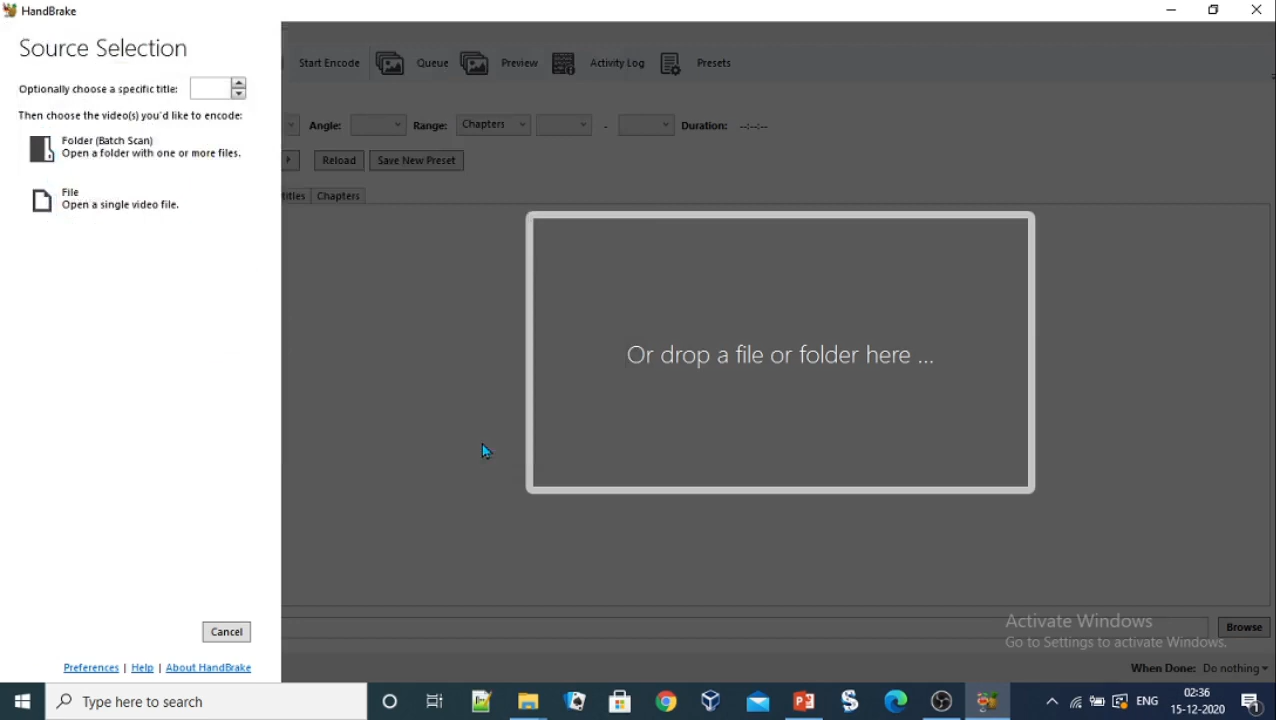 HandBrake
Source Selection
Optionally choose a specific title:
Then choose the video(s) you'd like to encode:
Folder (Batch Scan)
Open a folder with one or more files.
File
Open a single video file.
Cancel
Preferences | Help | About HandBrake
Start Encode Queue Preview Activity Log Presets
Angle: Range: Chapters - Duration: --:--:--
Reload Save New Preset
titles Chapters
Or drop a file or folder here ...
Activate Windows
Go to Settings to activate Windows.
Browse
When Done: Do nothing
Type here to search
ENG
02:36
15-12-2020
1